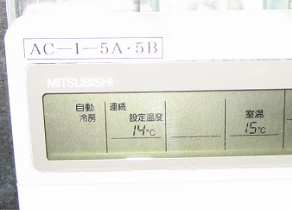 AC-1-5A・5B
MITSUBISHI
自動 連続 室温
冷房 設定温度 15℃
14℃